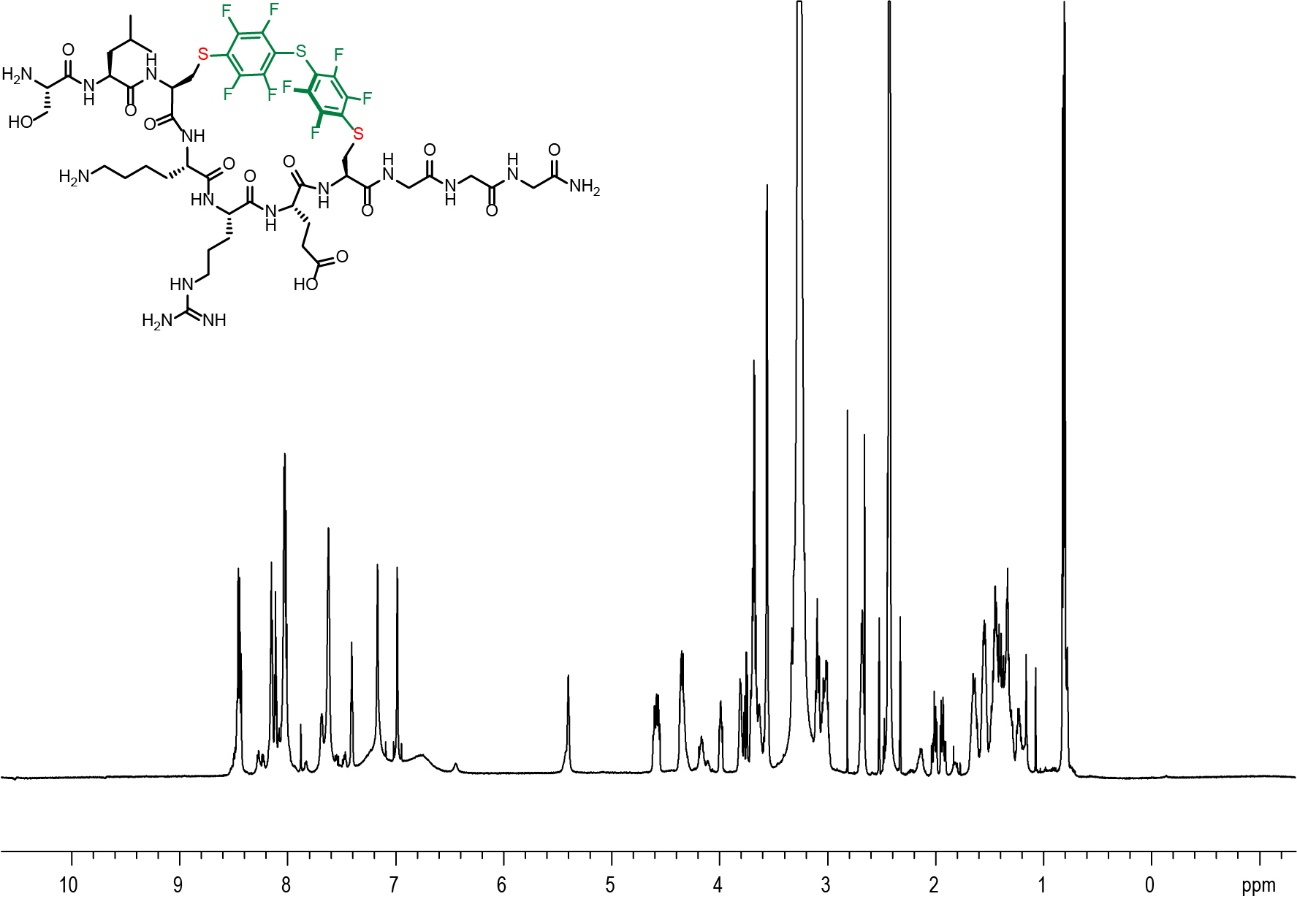 F F
S S F
O H
H₂N N F
N F F F
H O
HO O F S
NH
H₂N O O H O H O
HN O H N N N NH₂
N N O H O
H
O
HN HO
H₂N NH
10 9 8 7 6 5 4 3 2 1 0 ppm